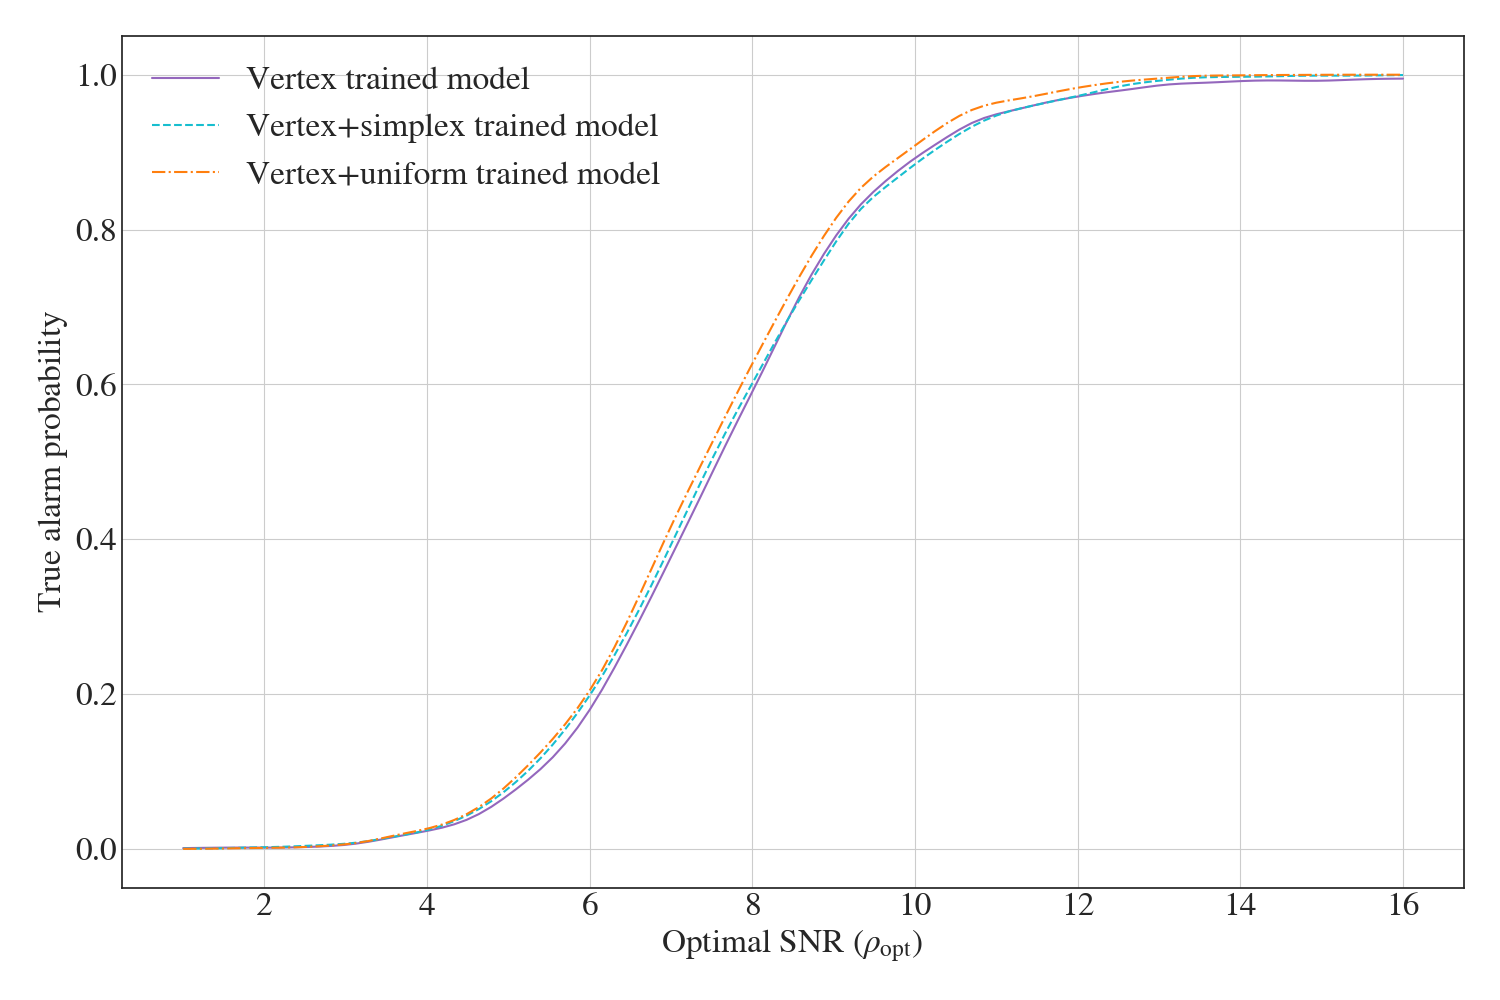 Vertex trained model
Vertex+simplex trained model
Vertex+uniform trained model
1.0
0.8
0.6
0.4
0.2
0.0
True alarm probability
2 4 6 8 10 12 14 16
Optimal SNR (ρopt)